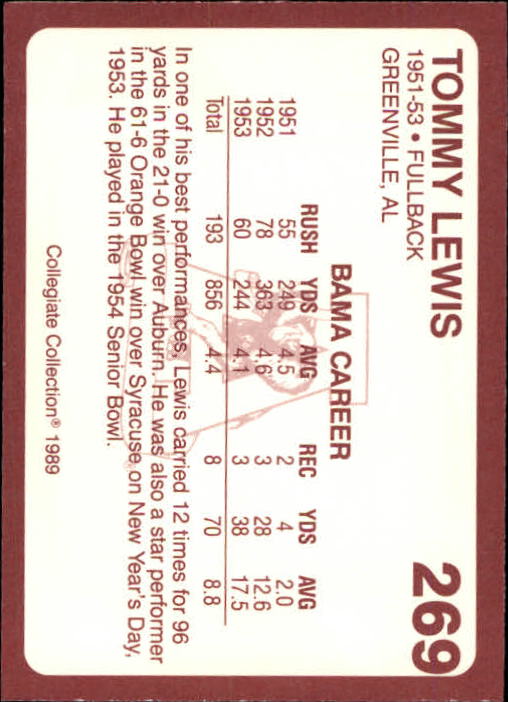 TOMMY LEWIS 269
1951-53 • FULLBACK
GREENVILLE, AL
BAMA CAREER
RUSH YDS AVG REC YDS AVG
1951 55 249 4.5 2 4 2.0
1952 78 363 4.6 3 28 12.6
1953 60 244 4.1 3 38 17.5
Total 193 856 4.4 8 70 8.8
In one of his best performances, Lewis carried 12 times for 96
yards in the 21-0 win over Auburn. He was also a star performer
in the 61-6 Orange Bowl win over Syracuse on New Year's Day,
1953. He played in the 1954 Senior Bowl.
Collegiate Collection® 1989